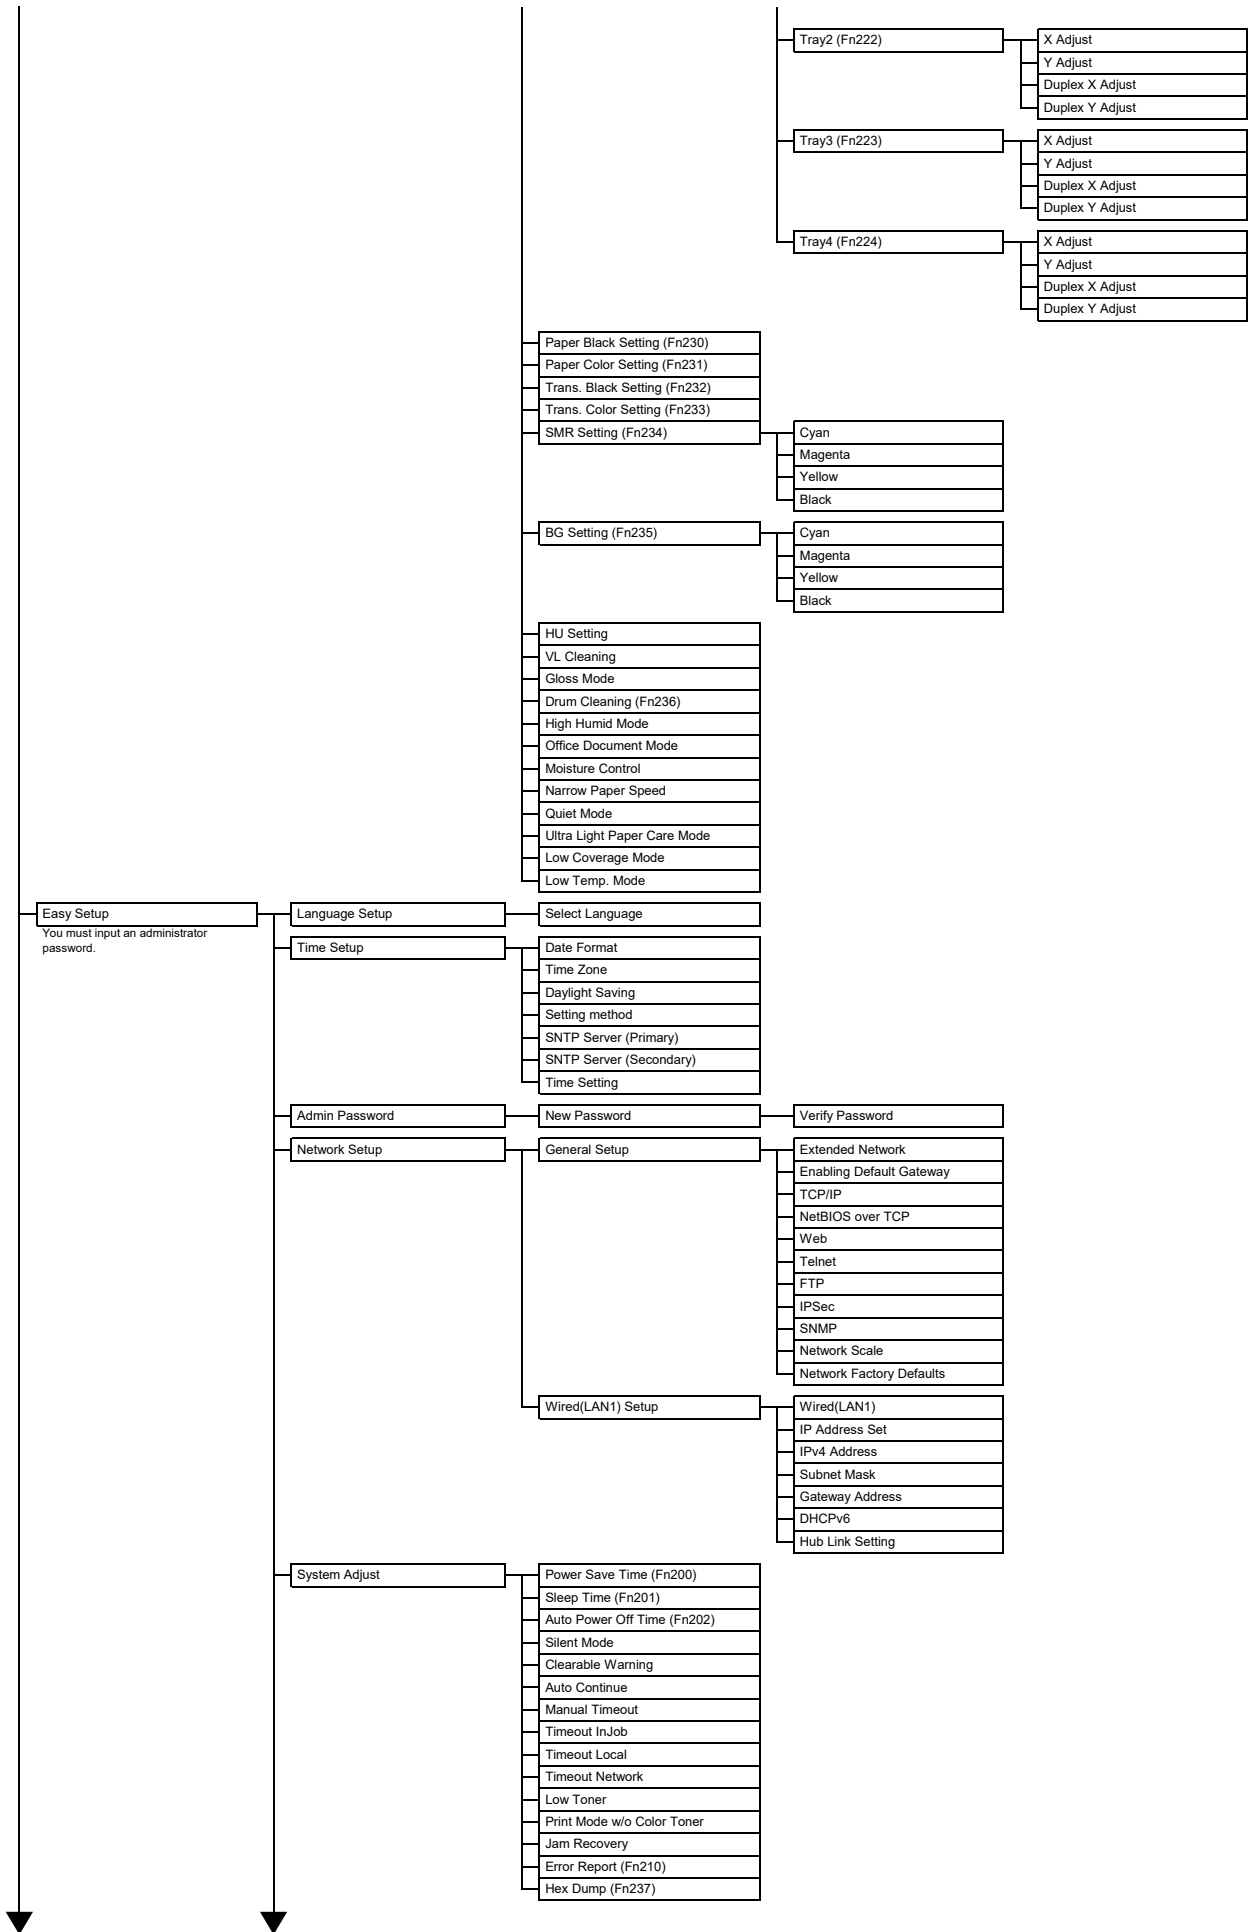 Tray2 (Fn222)
X Adjust
Y Adjust
Duplex X Adjust
Duplex Y Adjust
Tray3 (Fn223)
X Adjust
Y Adjust
Duplex X Adjust
Duplex Y Adjust
Tray4 (Fn224)
X Adjust
Y Adjust
Duplex X Adjust
Duplex Y Adjust
Paper Black Setting (Fn230)
Paper Color Setting (Fn231)
Trans. Black Setting (Fn232)
Trans. Color Setting (Fn233)
SMR Setting (Fn234)
Cyan
Magenta
Yellow
Black
BG Setting (Fn235)
Cyan
Magenta
Yellow
Black
HU Setting
VL Cleaning
Gloss Mode
Drum Cleaning (Fn236)
High Humid Mode
Office Document Mode
Moisture Control
Narrow Paper Speed
Quiet Mode
Ultra Light Paper Care Mode
Low Coverage Mode
Low Temp. Mode
Easy Setup
You must input an administrator
password.
Language Setup
Select Language
Time Setup
Date Format
Time Zone
Daylight Saving
Setting method
SNTP Server (Primary)
SNTP Server (Secondary)
Time Setting
Admin Password
New Password
Verify Password
Network Setup
General Setup
Extended Network
Enabling Default Gateway
TCP/IP
NetBIOS over TCP
Web
Telnet
FTP
IPSec
SNMP
Network Scale
Network Factory Defaults
Wired(LAN1) Setup
Wired(LAN1)
IP Address Set
IPv4 Address
Subnet Mask
Gateway Address
DHCPv6
Hub Link Setting
System Adjust
Power Save Time (Fn200)
Sleep Time (Fn201)
Auto Power Off Time (Fn202)
Silent Mode
Clearable Warning
Auto Continue
Manual Timeout
Timeout InJob
Timeout Local
Timeout Network
Low Toner
Print Mode w/o Color Toner
Jam Recovery
Error Report (Fn210)
Hex Dump (Fn237)